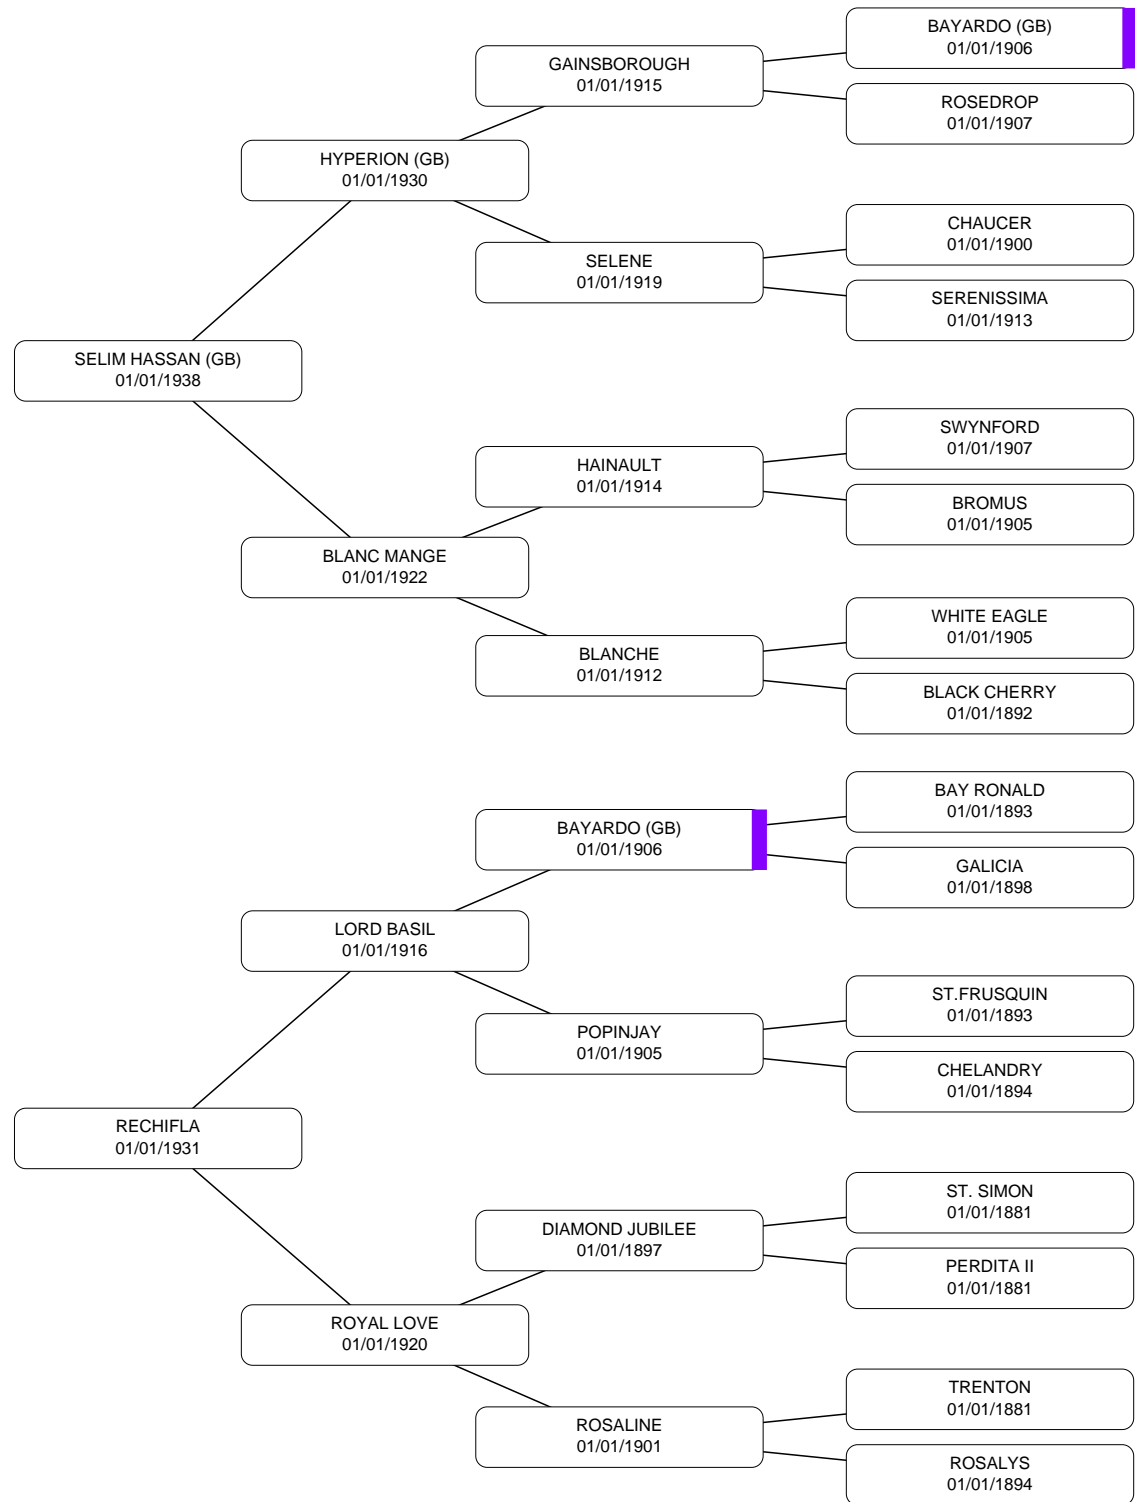 BAYARDO (GB)
01/01/1906
GAINSBOROUGH
01/01/1915
ROSEDROP
01/01/1907
HYPERION (GB)
01/01/1930
CHAUCER
01/01/1900
SELENE
01/01/1919
SERENISSIMA
01/01/1913
SELIM HASSAN (GB)
01/01/1938
SWYNFORD
01/01/1907
HAINAULT
01/01/1914
BROMUS
01/01/1905
BLANC MANGE
01/01/1922
WHITE EAGLE
01/01/1905
BLANCHE
01/01/1912
BLACK CHERRY
01/01/1892
BAY RONALD
01/01/1893
BAYARDO (GB)
01/01/1906
GALICIA
01/01/1898
LORD BASIL
01/01/1916
ST.FRUSQUIN
01/01/1893
POPINJAY
01/01/1905
CHELANDRY
01/01/1894
RECHIFLA
01/01/1931
ST. SIMON
01/01/1881
DIAMOND JUBILEE
01/01/1897
PERDITA II
01/01/1881
ROYAL LOVE
01/01/1920
TRENTON
01/01/1881
ROSALINE
01/01/1901
ROSALYS
01/01/1894